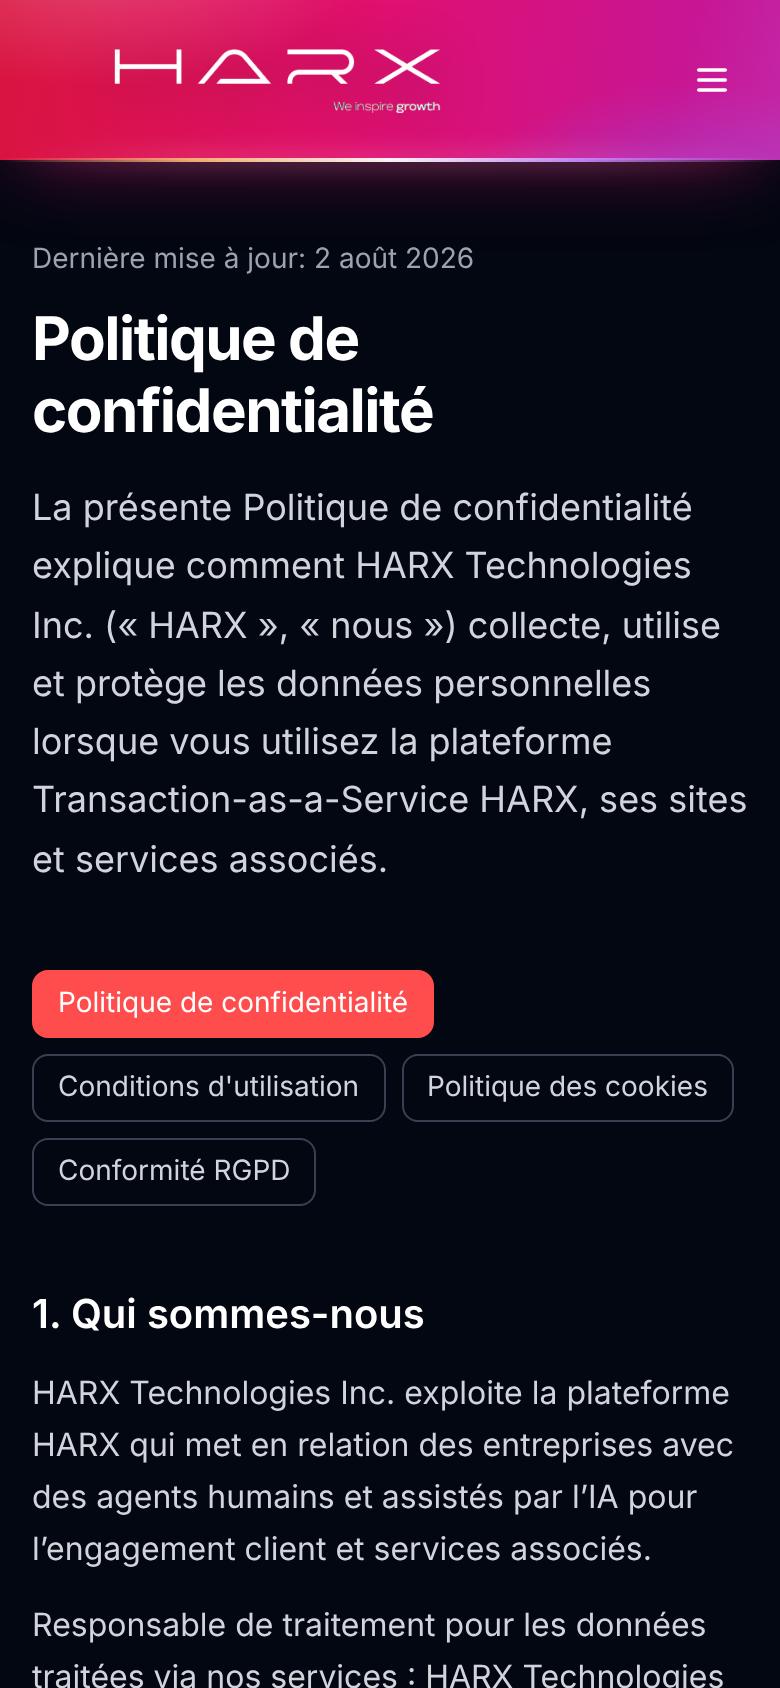 HARX
We inspire growth
Dernière mise à jour: 2 août 2026
Politique de
confidentialité
La présente Politique de confidentialité
explique comment HARX Technologies
Inc. (« HARX », « nous ») collecte, utilise
et protège les données personnelles
lorsque vous utilisez la plateforme
Transaction-as-a-Service HARX, ses sites
et services associés.
Politique de confidentialité
Conditions d'utilisation
Politique des cookies
Conformité RGPD
1. Qui sommes-nous
HARX Technologies Inc. exploite la plateforme
HARX qui met en relation des entreprises avec
des agents humains et assistés par l’IA pour
l’engagement client et services associés.
Responsable de traitement pour les données
traitées via nos services : HARX Technologies